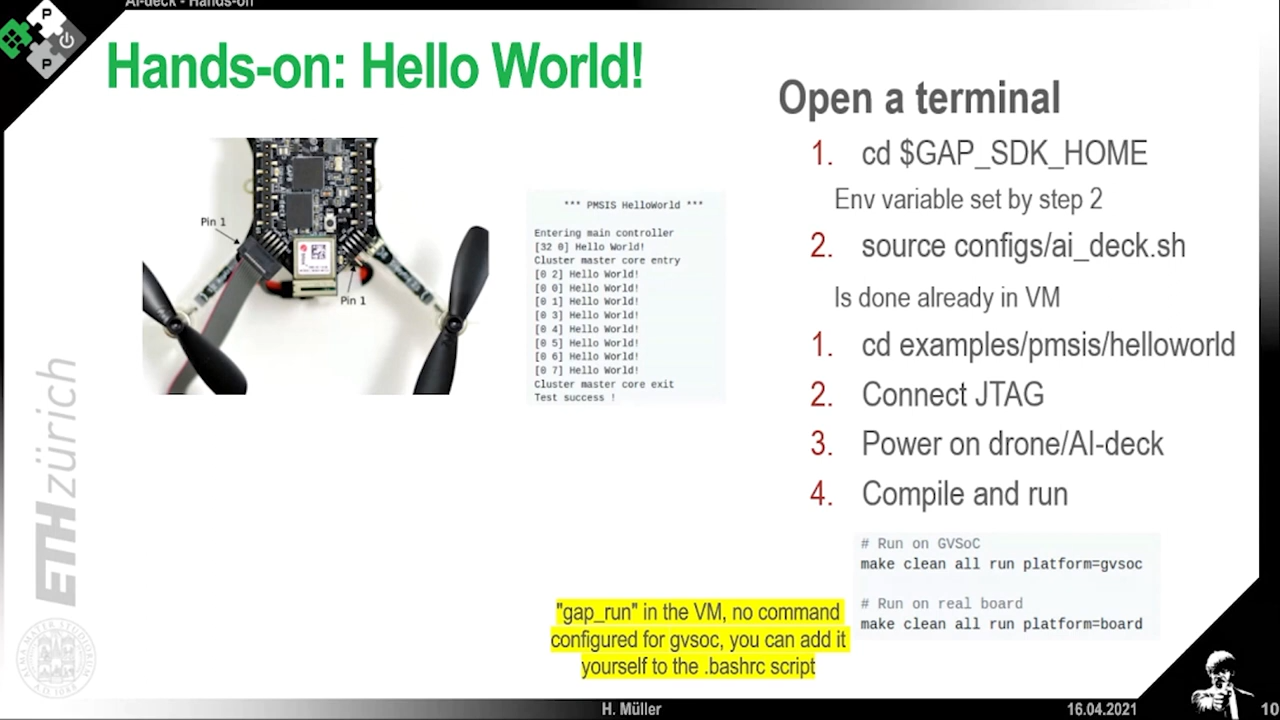 AI-deck - Hands-on
P
P
Hands-on: Hello World!
Open a terminal
1. cd $GAP_SDK_HOME
Env variable set by step 2
2. source configs/ai_deck.sh
Is done already in VM
1. cd examples/pmsis/helloworld
2. Connect JTAG
3. Power on drone/AI-deck
4. Compile and run
# Run on GVSoC
make clean all run platform=gvsoc
# Run on real board
make clean all run platform=board
Pin 1
Pin 1
*** PMSIS HelloWorld ***
Entering main controller
[32 0] Hello World!
Cluster master core entry
[0 2] Hello World!
[0 0] Hello World!
[0 1] Hello World!
[0 3] Hello World!
[0 4] Hello World!
[0 5] Hello World!
[0 6] Hello World!
[0 7] Hello World!
Cluster master core exit
Test success !
"gap_run" in the VM, no command
configured for gvsoc, you can add it
yourself to the .bashrc script
ETH zürich
ALMA MATER STUDIORUM
A.D. 1088
H. Müller
16.04.2021
10